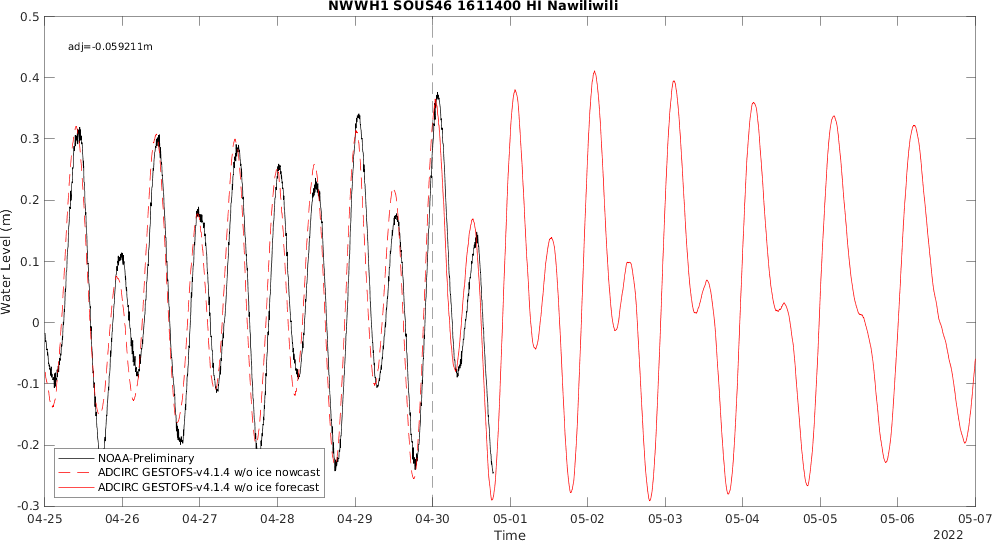 NWWH1 SOUS46 1611400 HI Nawiliwili
adj=-0.059211m
0.5
0.4
0.3
0.2
0.1
0
-0.1
-0.2
-0.3
Water Level (m)
NOAA-Preliminary
ADCIRC GESTOFS-v4.1.4 w/o ice nowcast
ADCIRC GESTOFS-v4.1.4 w/o ice forecast
04-25 04-26 04-27 04-28 04-29 04-30 05-01 05-02 05-03 05-04 05-05 05-06 05-07
Time
2022